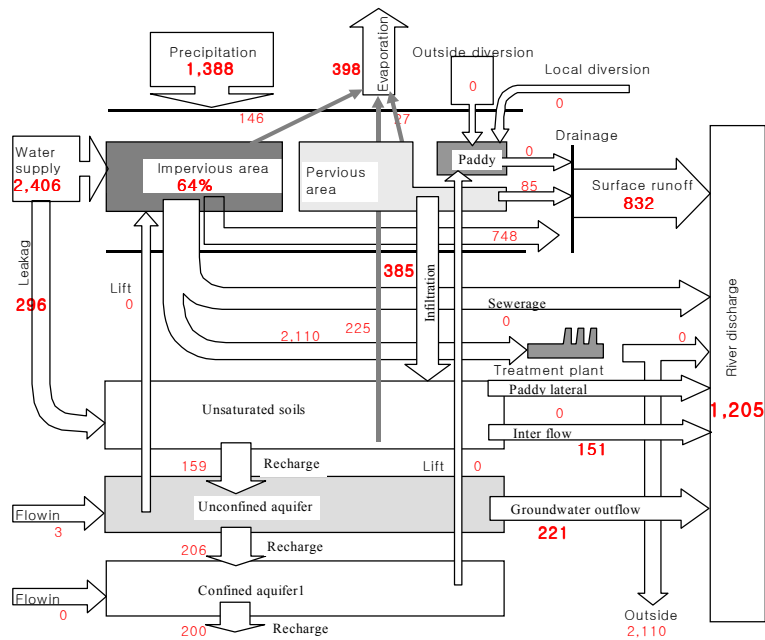 Precipitation
1,388
398
Evaporation
Outside diversion
0
Local diversion
0
146
27
Water
supply
2,406
Impervious area
64%
Pervious
area
Paddy
0
Drainage
85
Surface runoff
832
748
Leakag
296
Lift
0
385
Infiltration
Sewerage
0
2,110
225
0
Treatment plant
River discharge
1,205
Paddy lateral
0
Unsaturated soils
Inter flow
151
159
Recharge
Lift
0
Unconfined aquifer
Flowin
3
Groundwater outflow
221
206
Recharge
Confined aquifer1
Flowin
0
200
Recharge
Outside
2,110